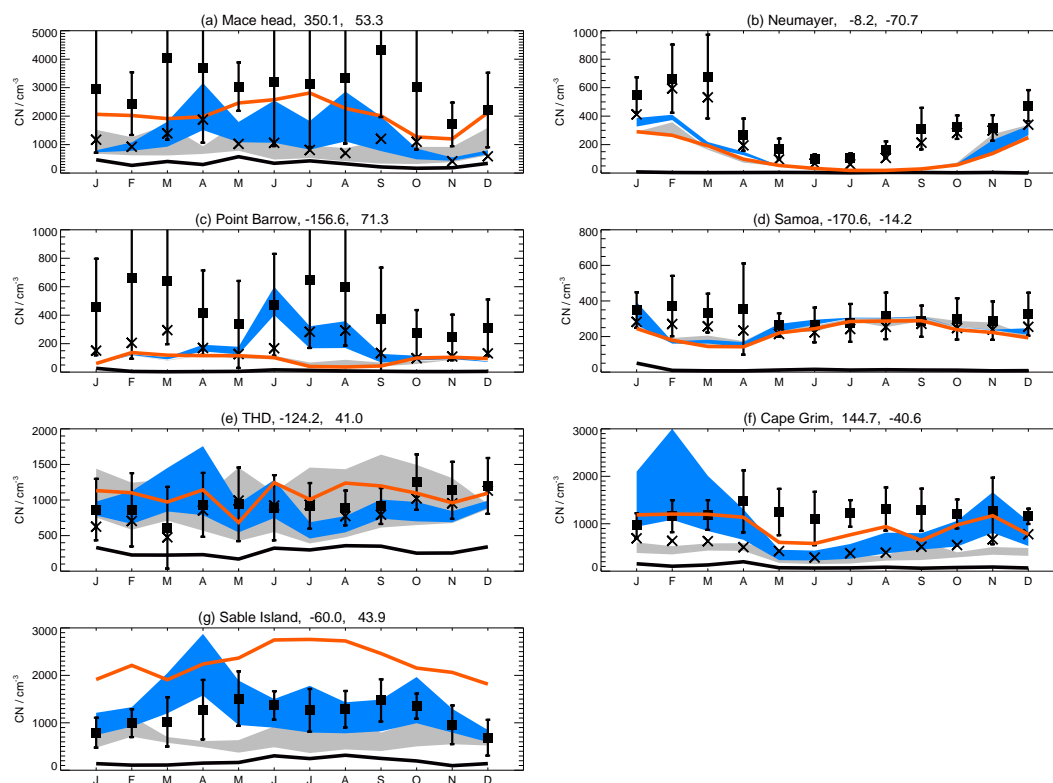 (a) Mace head, 350.1, 53.3
CN / cm-3
5000
4000
3000
2000
1000
0
J F M A M J J A S O N D
(b) Neumayer, -8.2, -70.7
CN / cm-3
1000
800
600
400
200
0
J F M A M J J A S O N D
(c) Point Barrow, -156.6, 71.3
CN / cm-3
1000
800
600
400
200
0
J F M A M J J A S O N D
(d) Samoa, -170.6, -14.2
CN / cm-3
800
600
400
200
0
J F M A M J J A S O N D
(e) THD, -124.2, 41.0
CN / cm-3
2000
1500
1000
500
0
J F M A M J J A S O N D
(f) Cape Grim, 144.7, -40.6
CN / cm-3
3000
2000
1000
0
J F M A M J J A S O N D
(g) Sable Island, -60.0, 43.9
CN / cm-3
3000
2000
1000
0
J F M A M J J A S O N D